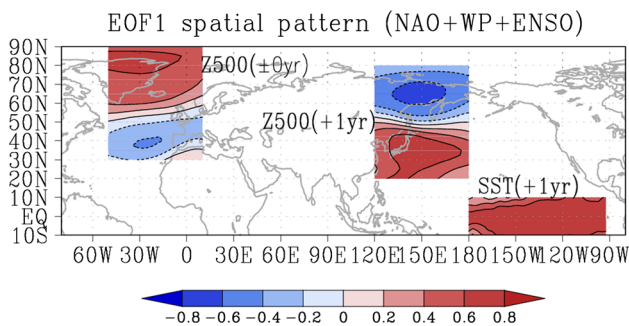 EOF1 spatial pattern (NAO+WP+ENSO)
90N
80N
70N
60N
50N
40N
30N
20N
10N
EQ
10S
Z500(±0yr)
Z500(+1yr)
SST(+1yr)
60W 30W 0 30E 60E 90E 120E 150E 180 150W 120W 90W
-0.8 -0.6 -0.4 -0.2 0 0.2 0.4 0.6 0.8